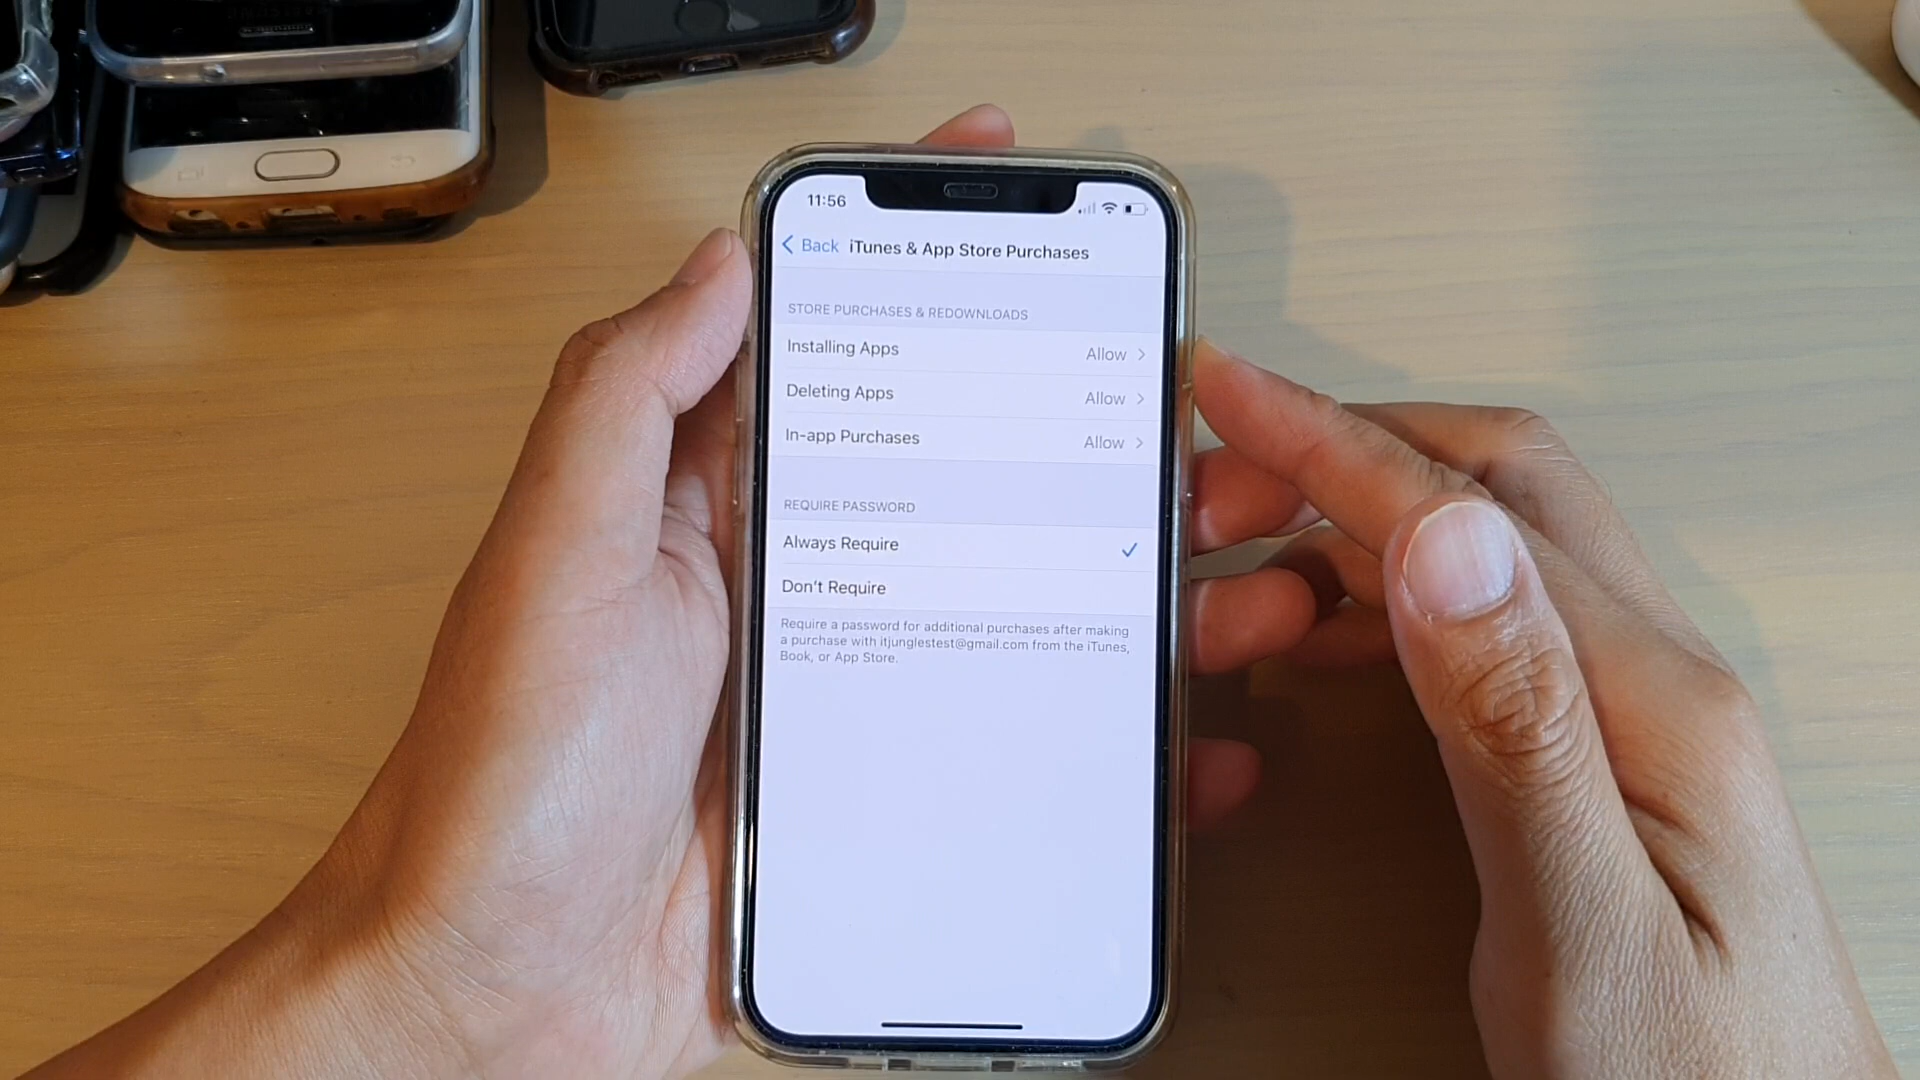 11:56
Back iTunes & App Store Purchases
STORE PURCHASES & REDOWNLOADS
Installing Apps Allow
Deleting Apps Allow
In-app Purchases Allow
REQUIRE PASSWORD
Always Require
Don't Require
Require a password for additional purchases after making
a purchase with itjunglestest@gmail.com from the iTunes,
Book, or App Store.